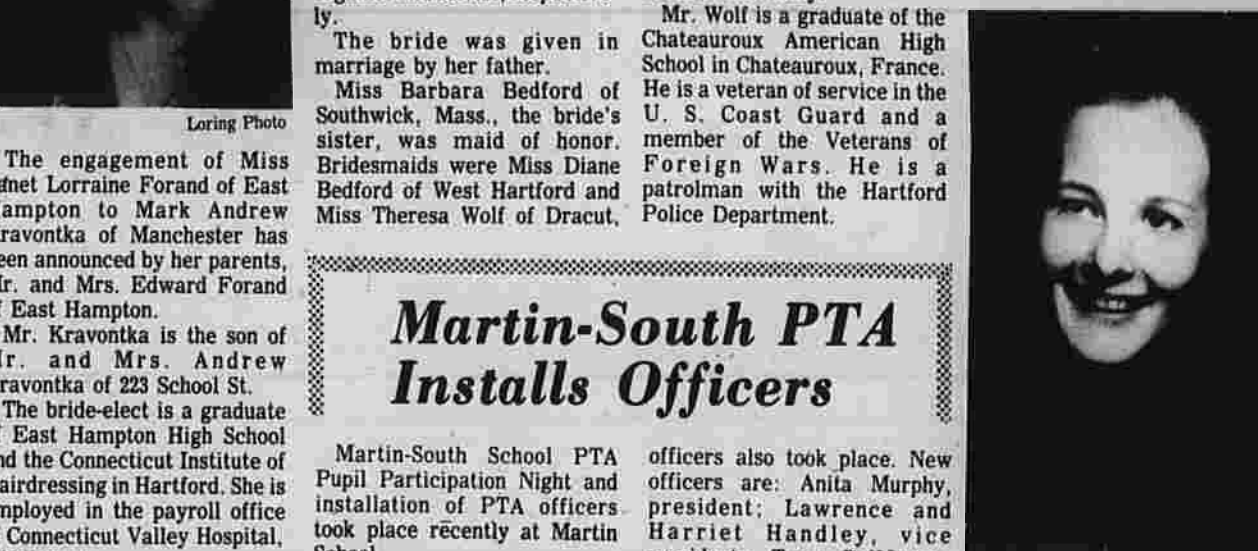 Loring Photo
The engagement of Miss
Lorraine Forand of East
to Mark Andrew
of Manchester has
announced by her parents,
and Mrs. Edward Forand
East Hampton.
Mr. Kravontka is the son of
and Mrs. Andrew
of 223 School St.
The bride-elect is a graduate
East Hampton High School
the Connecticut Institute of
in Hartford. She is
in the payroll office
Connecticut Valley Hospital,
ly.
The bride was given in
marriage by her father.
Miss Barbara Bedford of
Southwick, Mass., the bride's
sister, was maid of honor.
Bridesmaids were Miss Diane
Bedford of West Hartford and
Miss Theresa Wolf of Dracut,
Mr. Wolf is a graduate of the
Chateauroux American High
School in Chateauroux, France.
He is a veteran of service in the
U. S. Coast Guard and a
member of the Veterans of
Foreign Wars. He is a
patrolman with the Hartford
Police Department.
Martin-South PTA
Installs Officers
Martin-South School PTA
Pupil Participation Night and
installation of PTA officers
took place recently at Martin
officers also took place. New
officers are: Anita Murphy,
president; Lawrence and
Harriet Handley, vice